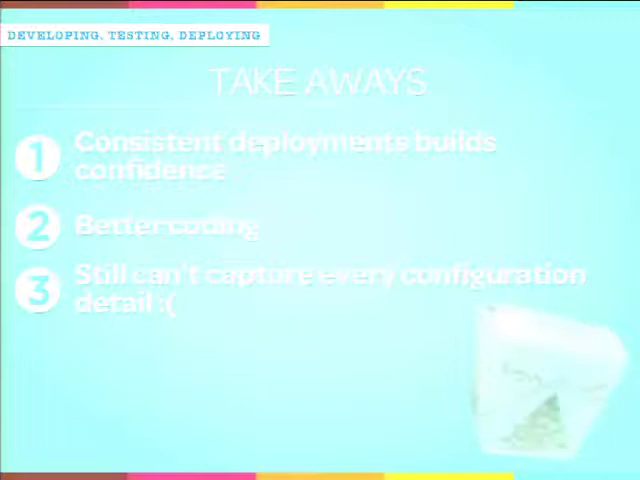 DEVELOPING, TESTING, DEPLOYING
TAKE AWAYS
1 Consistent deployments builds
confidence
2 Better coding
3 Still can't capture every configuration
detail :(